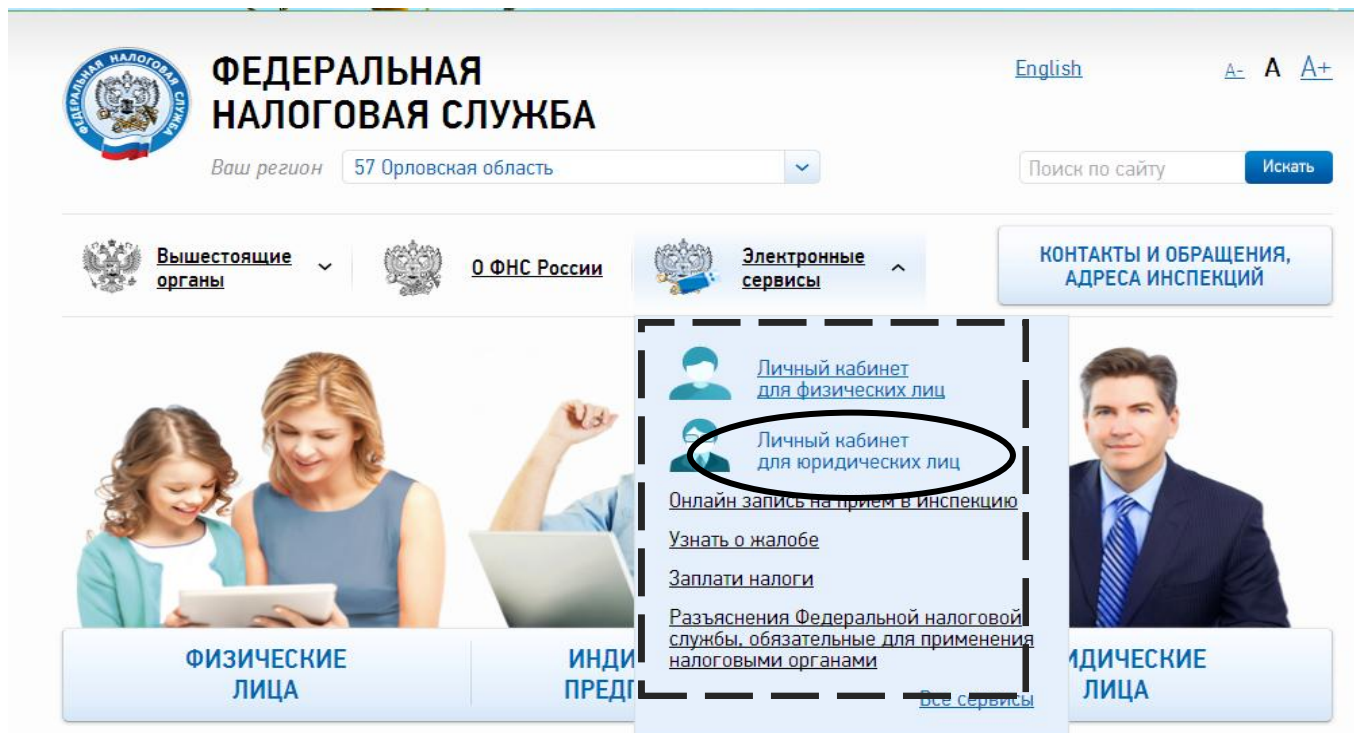 ФЕДЕРАЛЬНАЯ НАЛОГОВАЯ СЛУЖБА
ФЕДЕРАЛЬНАЯ
НАЛОГОВАЯ СЛУЖБА
English
A- A A+
Ваш регион 57 Орловская область
Поиск по сайту Искать
Вышестоящие
органы
О ФНС России
Электронные
сервисы
КОНТАКТЫ И ОБРАЩЕНИЯ,
АДРЕСА ИНСПЕКЦИЙ
Личный кабинет
для физических лиц
Личный кабинет
для юридических лиц
Онлайн запись на прием в инспекцию
Узнать о жалобе
Заплати налоги
Разъяснения Федеральной налоговой
службы, обязательные для применения
налоговыми органами
Все сервисы
ФИЗИЧЕСКИЕ
ЛИЦА
ИНДИ
ПРЕДП
ИДИЧЕСКИЕ
ЛИЦА